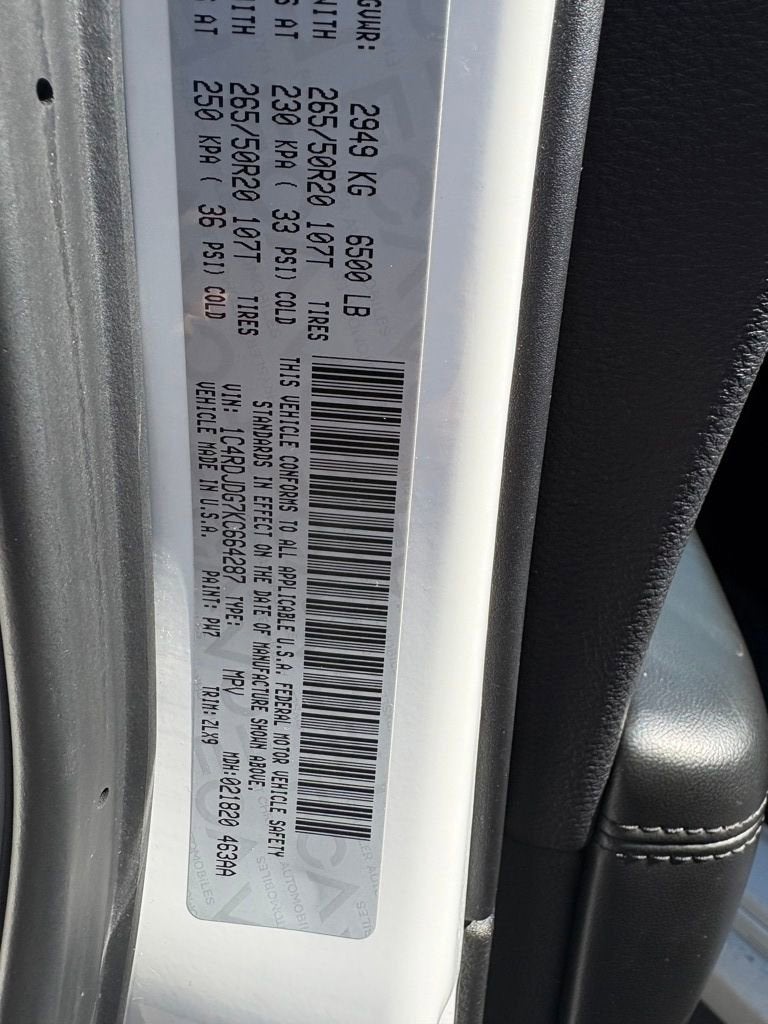 GVWR: 2949 KG 6500 LB
265/50R20 107T TIRES
AT 230 KPA ( 33 PSI) COLD
265/50R20 107T TIRES
AT 250 KPA ( 36 PSI) COLD
THIS VEHICLE CONFORMS TO ALL APPLICABLE U.S.A. FEDERAL MOTOR VEHICLE SAFETY
STANDARDS IN EFFECT ON THE DATE OF MANUFACTURE SHOWN ABOVE.
VIN: 1C4RDJDG7KC664287 TYPE: MPV MDH:021820 463AA
VEHICLE MADE IN U.S.A. PAINT: PW7 TRIM: ZLX9